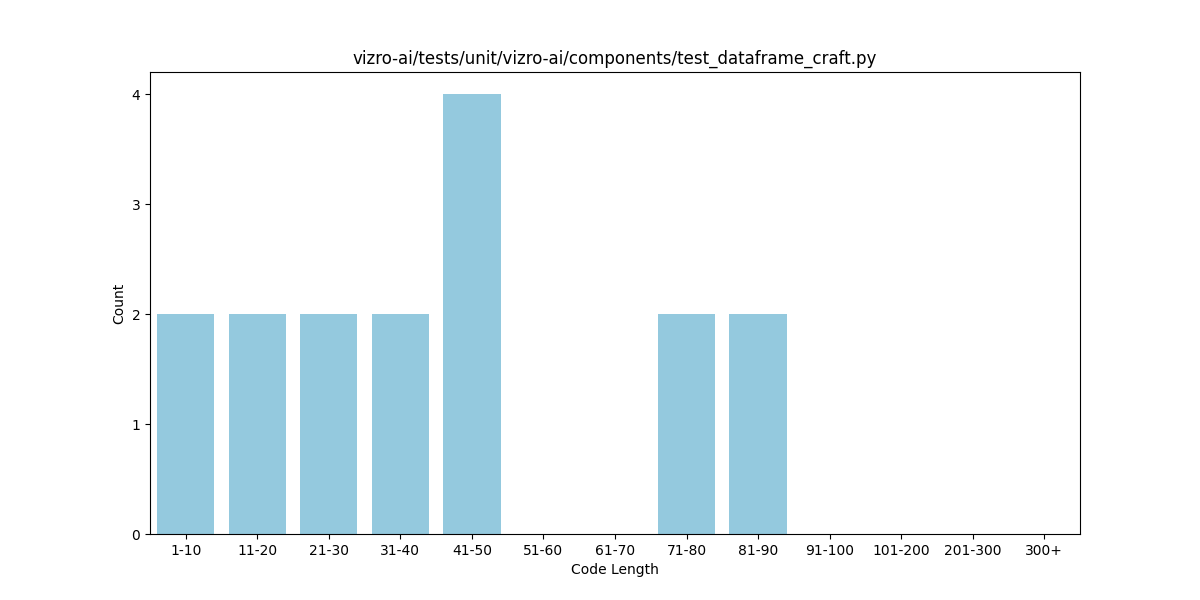 vizro-ai/tests/unit/vizro-ai/components/test_dataframe_craft.py
4
3
2
1
0
Count
1-10 11-20 21-30 31-40 41-50 51-60 61-70 71-80 81-90 91-100 101-200 201-300 300+
Code Length